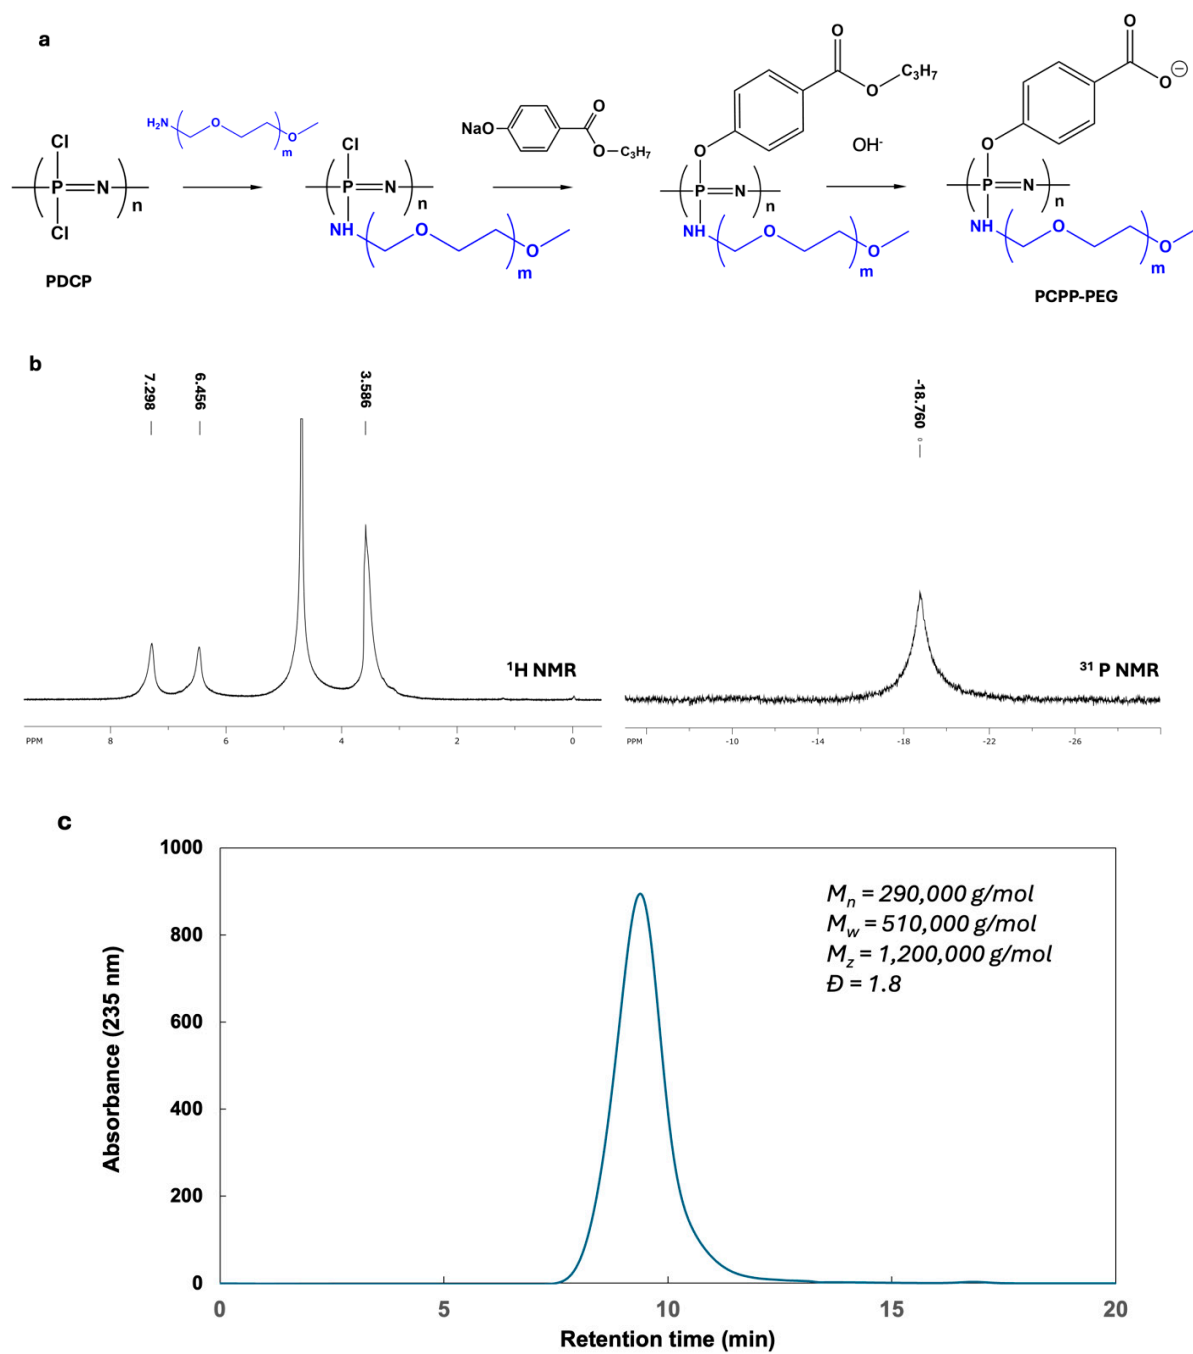 a
Cl
P=N
n
Cl
PDCP
H₂N
O
O
m
Cl
P=N
n
NH
O
O
m
NaO
O
O
C₃H₇
O
O
C₃H₇
O
P=N
n
NH
O
O
m
OH⁻
O
O⊖
O
P=N
n
NH
O
O
m
PCPP-PEG
b
7.298
6.456
3.586
¹H NMR
PPM 8 6 4 2 0
-18.760
³¹ P NMR
PPM -10 -14 -18 -22 -26
c
1000
800
600
400
200
0
0 5 10 15 20
Absorbance (235 nm)
Retention time (min)
Mn = 290,000 g/mol
Mw = 510,000 g/mol
Mz = 1,200,000 g/mol
Đ = 1.8